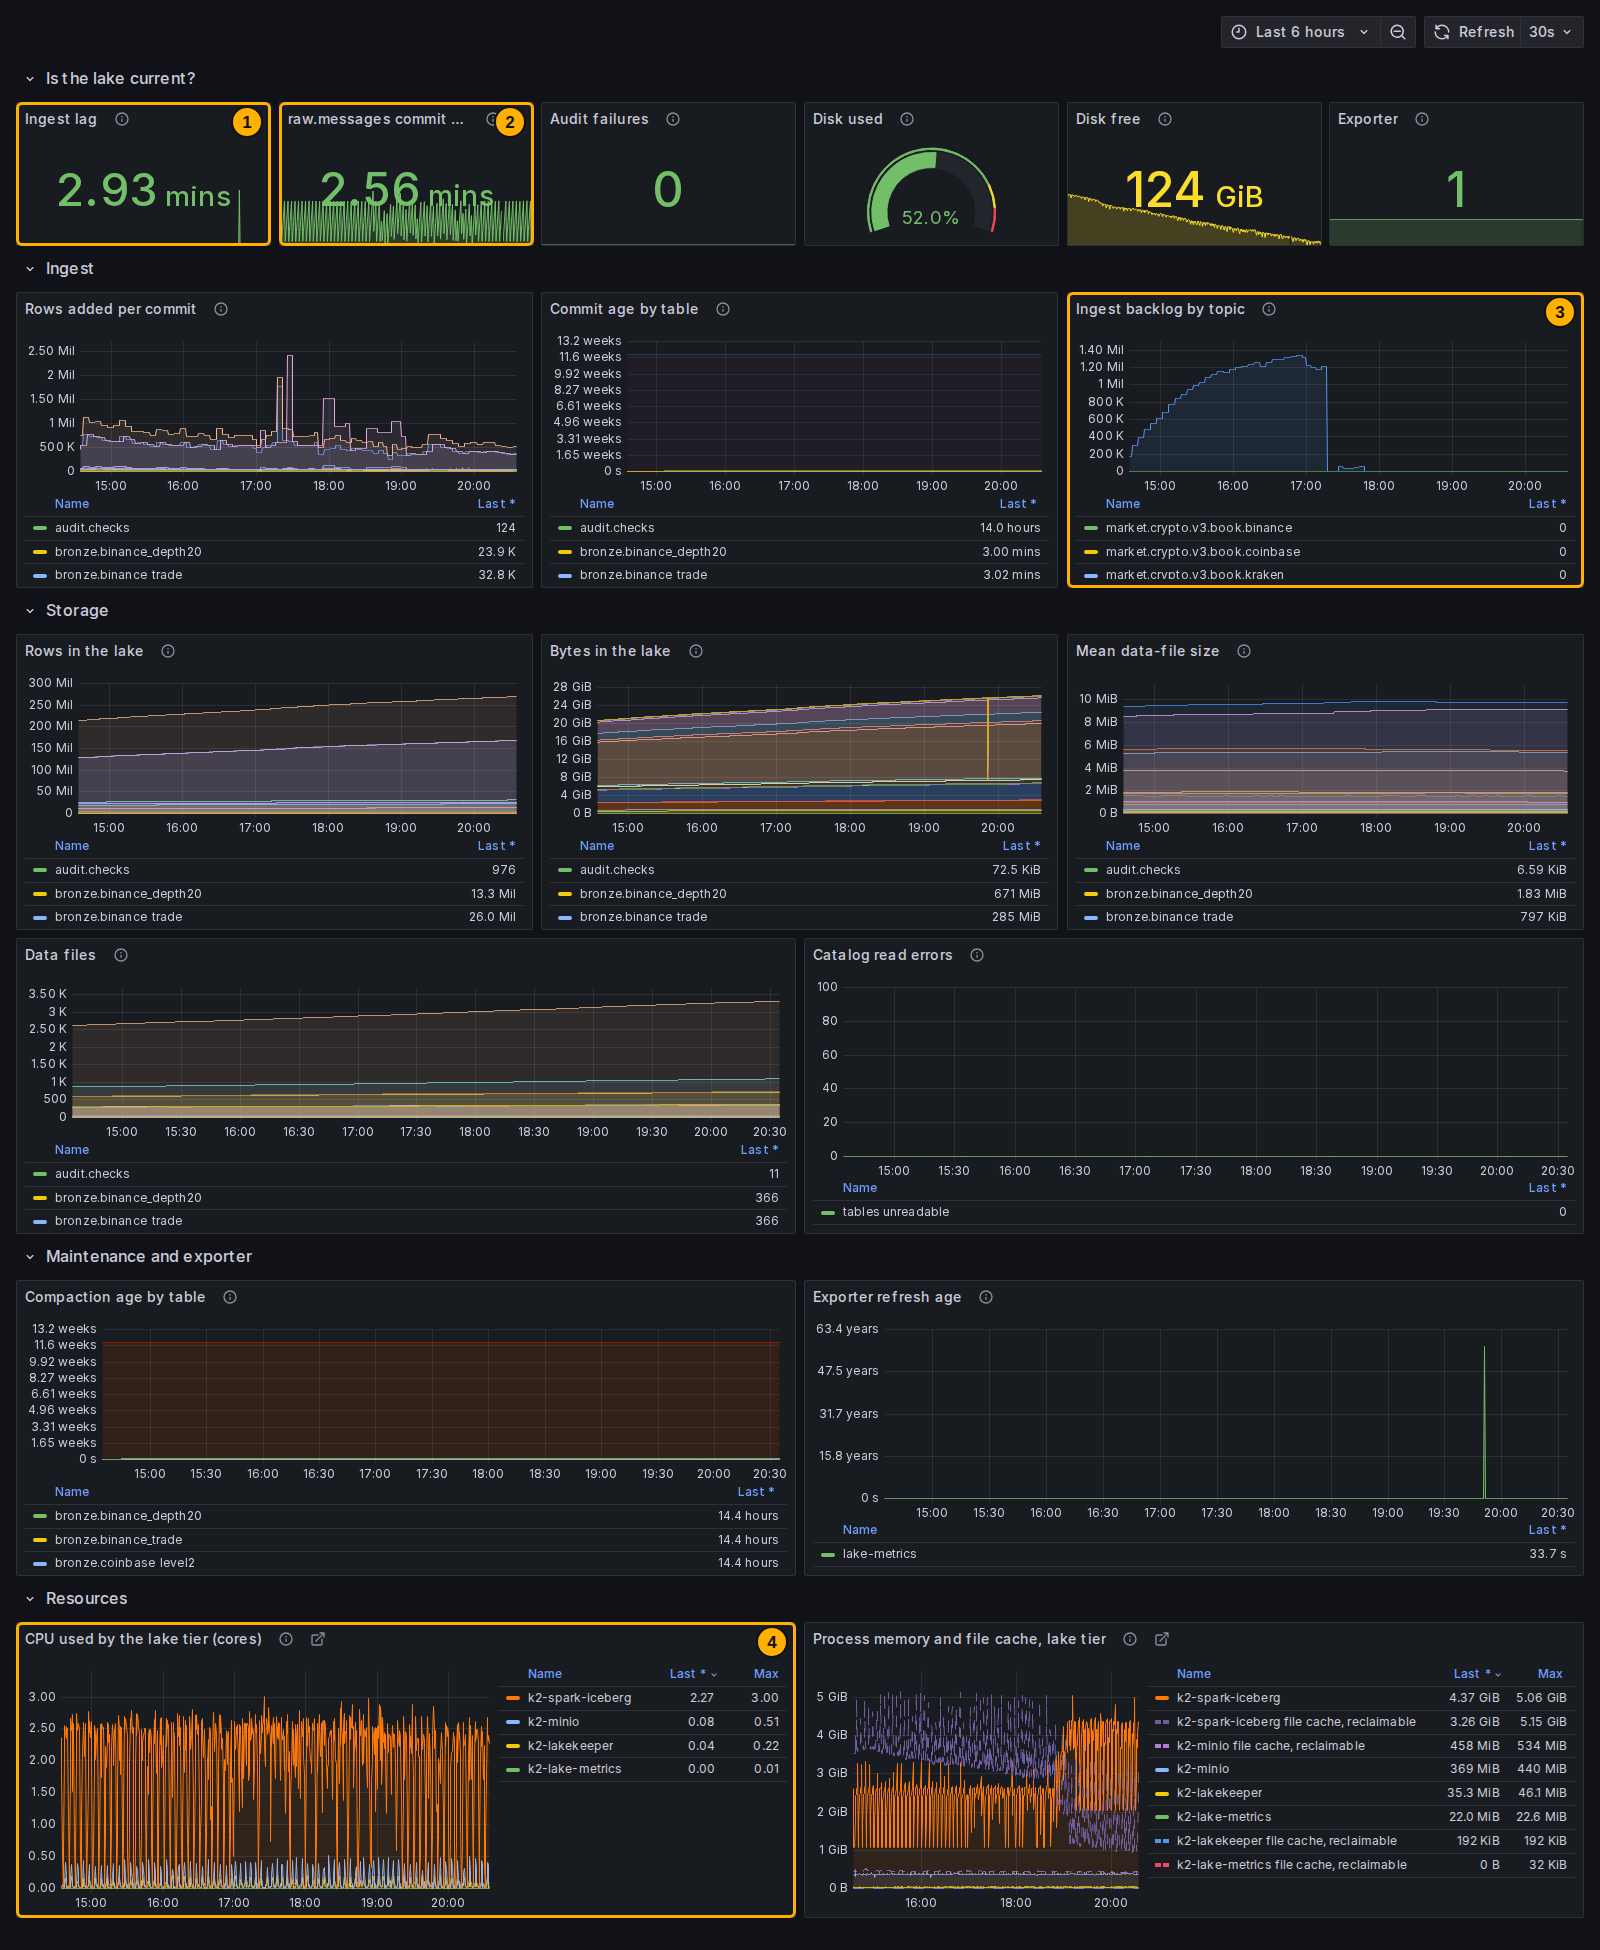 Last 6 hours
Refresh 30s
Is the lake current?
Ingest lag
1
2.93 mins
raw.messages commit ...
2
2.56 mins
Audit failures
0
Disk used
52.0%
Disk free
124 GiB
Exporter
1
Ingest
Rows added per commit
2.50 Mil
2 Mil
1.50 Mil
1 Mil
500 K
0
15:00 16:00 17:00 18:00 19:00 20:00
Name Last *
audit.checks 124
bronze.binance_depth20 23.9 K
bronze.binance trade 32.8 K
Commit age by table
13.2 weeks
11.6 weeks
9.92 weeks
8.27 weeks
6.61 weeks
4.96 weeks
3.31 weeks
1.65 weeks
0 s
15:00 16:00 17:00 18:00 19:00 20:00
Name Last *
audit.checks 14.0 hours
bronze.binance_depth20 3.00 mins
bronze.binance trade 3.02 mins
Ingest backlog by topic
3
1.40 Mil
1.20 Mil
1 Mil
800 K
600 K
400 K
200 K
0
15:00 16:00 17:00 18:00 19:00 20:00
Name Last *
market.crypto.v3.book.binance 0
market.crypto.v3.book.coinbase 0
market.crypto.v3.book.kraken 0
Storage
Rows in the lake
300 Mil
250 Mil
200 Mil
150 Mil
100 Mil
50 Mil
0
15:00 16:00 17:00 18:00 19:00 20:00
Name Last *
audit.checks 976
bronze.binance_depth20 13.3 Mil
bronze.binance trade 26.0 Mil
Bytes in the lake
28 GiB
24 GiB
20 GiB
16 GiB
12 GiB
8 GiB
4 GiB
0 B
15:00 16:00 17:00 18:00 19:00 20:00
Name Last *
audit.checks 72.5 KiB
bronze.binance_depth20 671 MiB
bronze.binance trade 285 MiB
Mean data-file size
10 MiB
8 MiB
6 MiB
4 MiB
2 MiB
0 B
15:00 16:00 17:00 18:00 19:00 20:00
Name Last *
audit.checks 6.59 KiB
bronze.binance_depth20 1.83 MiB
bronze.binance trade 797 KiB
Data files
3.50 K
3 K
2.50 K
2 K
1.50 K
1 K
500
0
15:00 15:30 16:00 16:30 17:00 17:30 18:00 18:30 19:00 19:30 20:00 20:30
Name Last *
audit.checks 11
bronze.binance_depth20 366
bronze.binance trade 366
Catalog read errors
100
80
60
40
20
0
15:00 15:30 16:00 16:30 17:00 17:30 18:00 18:30 19:00 19:30 20:00 20:30
Name Last *
tables unreadable 0
Maintenance and exporter
Compaction age by table
13.2 weeks
11.6 weeks
9.92 weeks
8.27 weeks
6.61 weeks
4.96 weeks
3.31 weeks
1.65 weeks
0 s
15:00 15:30 16:00 16:30 17:00 17:30 18:00 18:30 19:00 19:30 20:00 20:30
Name Last *
bronze.binance_depth20 14.4 hours
bronze.binance_trade 14.4 hours
bronze.coinbase level2 14.4 hours
Exporter refresh age
63.4 years
47.5 years
31.7 years
15.8 years
0 s
15:00 15:30 16:00 16:30 17:00 17:30 18:00 18:30 19:00 19:30 20:00 20:30
Name Last *
lake-metrics 33.7 s
Resources
CPU used by the lake tier (cores)
4
3.00
2.50
2.00
1.50
1.00
0.50
0.00
15:00 16:00 17:00 18:00 19:00 20:00
Name Last * Max
k2-spark-iceberg 2.27 3.00
k2-minio 0.08 0.51
k2-lakekeeper 0.04 0.22
k2-lake-metrics 0.00 0.01
Process memory and file cache, lake tier
5 GiB
4 GiB
3 GiB
2 GiB
1 GiB
0 B
16:00 18:00 20:00
Name Last * Max
k2-spark-iceberg 4.37 GiB 5.06 GiB
k2-spark-iceberg file cache, reclaimable 3.26 GiB 5.15 GiB
k2-minio file cache, reclaimable 458 MiB 534 MiB
k2-minio 369 MiB 440 MiB
k2-lakekeeper 35.3 MiB 46.1 MiB
k2-lake-metrics 22.0 MiB 22.6 MiB
k2-lakekeeper file cache, reclaimable 192 KiB 192 KiB
k2-lake-metrics file cache, reclaimable 0 B 32 KiB